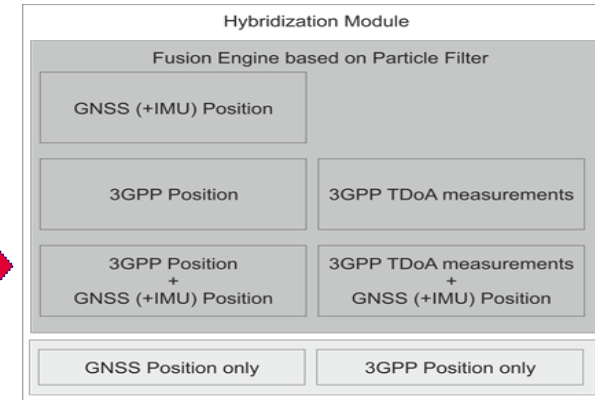 Hybridization Module
Fusion Engine based on Particle Filter
GNSS (+IMU) Position
3GPP Position
3GPP TDoA measurements
3GPP Position
+
GNSS (+IMU) Position
3GPP TDoA measurements
+
GNSS (+IMU) Position
GNSS Position only
3GPP Position only